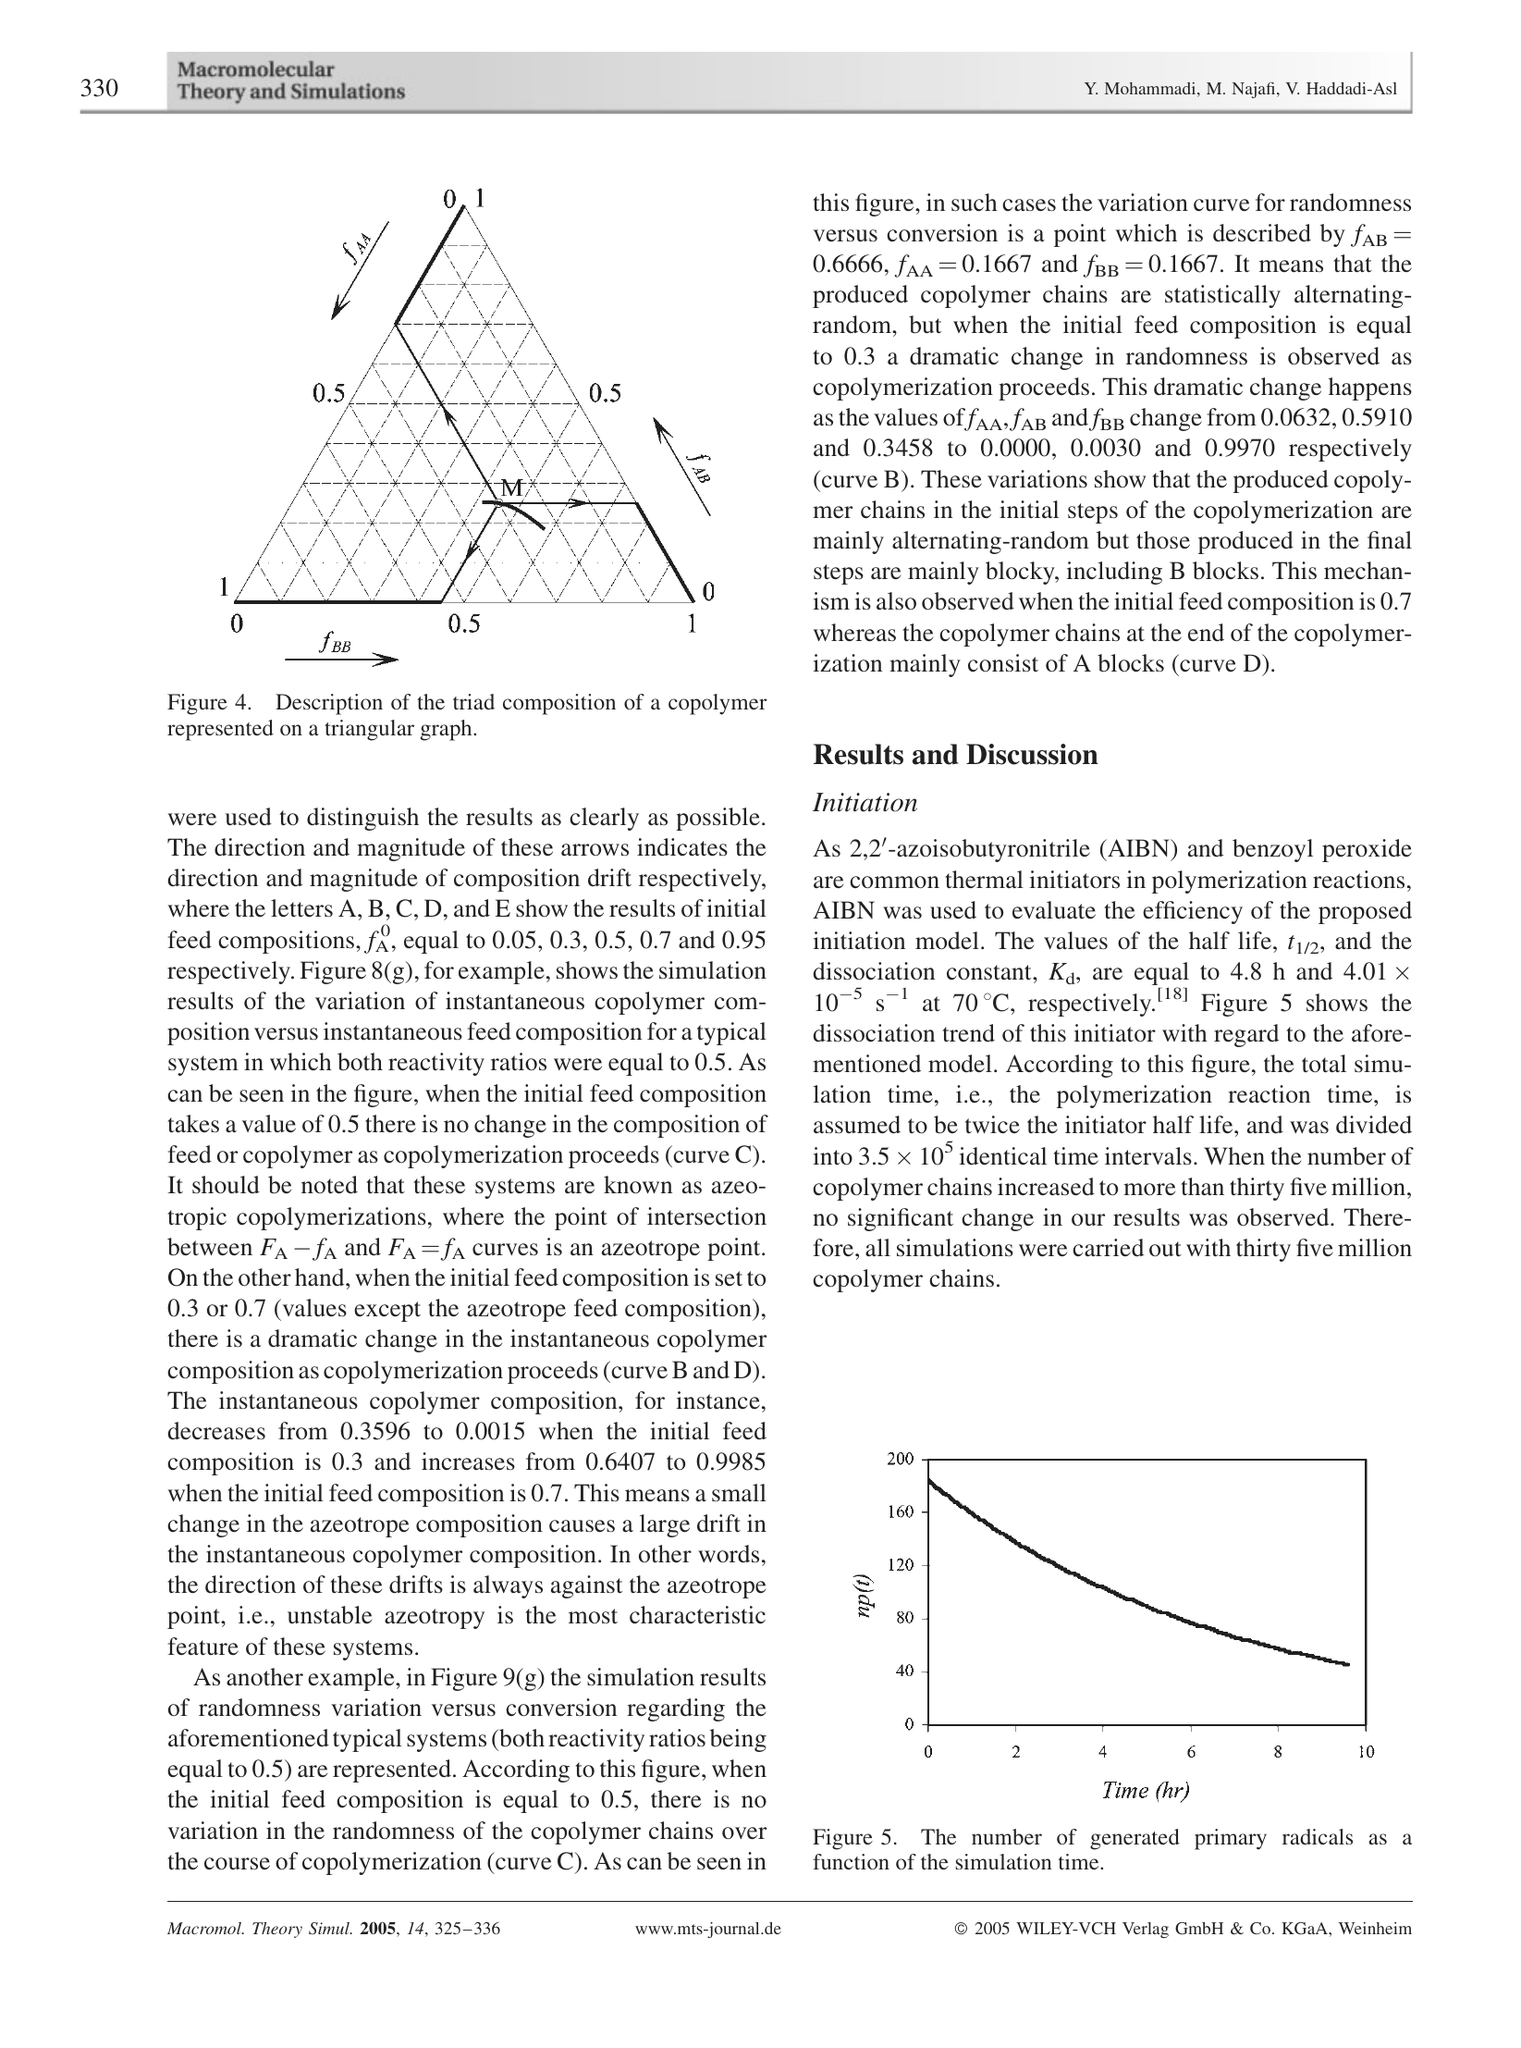 330
Macromolecular
Theory and Simulations
Y. Mohammadi, M. Najafi, V. Haddadi-Asl
0 1
f AA
0.5
0.5
f AB
M
1
0
0
0.5
1
f BB
Figure 4. Description of the triad composition of a copolymer
represented on a triangular graph.
were used to distinguish the results as clearly as possible.
The direction and magnitude of these arrows indicates the
direction and magnitude of composition drift respectively,
where the letters A, B, C, D, and E show the results of initial
feed compositions, f⁰A, equal to 0.05, 0.3, 0.5, 0.7 and 0.95
respectively. Figure 8(g), for example, shows the simulation
results of the variation of instantaneous copolymer com-
position versus instantaneous feed composition for a typical
system in which both reactivity ratios were equal to 0.5. As
can be seen in the figure, when the initial feed composition
takes a value of 0.5 there is no change in the composition of
feed or copolymer as copolymerization proceeds (curve C).
It should be noted that these systems are known as azeo-
tropic copolymerizations, where the point of intersection
between FA − fA and FA = fA curves is an azeotrope point.
On the other hand, when the initial feed composition is set to
0.3 or 0.7 (values except the azeotrope feed composition),
there is a dramatic change in the instantaneous copolymer
composition as copolymerization proceeds (curve B and D).
The instantaneous copolymer composition, for instance,
decreases from 0.3596 to 0.0015 when the initial feed
composition is 0.3 and increases from 0.6407 to 0.9985
when the initial feed composition is 0.7. This means a small
change in the azeotrope composition causes a large drift in
the instantaneous copolymer composition. In other words,
the direction of these drifts is always against the azeotrope
point, i.e., unstable azeotropy is the most characteristic
feature of these systems.
As another example, in Figure 9(g) the simulation results
of randomness variation versus conversion regarding the
aforementioned typical systems (both reactivity ratios being
equal to 0.5) are represented. According to this figure, when
the initial feed composition is equal to 0.5, there is no
variation in the randomness of the copolymer chains over
the course of copolymerization (curve C). As can be seen in
this figure, in such cases the variation curve for randomness
versus conversion is a point which is described by fAB =
0.6666, fAA = 0.1667 and fBB = 0.1667. It means that the
produced copolymer chains are statistically alternating-
random, but when the initial feed composition is equal
to 0.3 a dramatic change in randomness is observed as
copolymerization proceeds. This dramatic change happens
as the values of fAA, fAB and fBB change from 0.0632, 0.5910
and 0.3458 to 0.0000, 0.0030 and 0.9970 respectively
(curve B). These variations show that the produced copoly-
mer chains in the initial steps of the copolymerization are
mainly alternating-random but those produced in the final
steps are mainly blocky, including B blocks. This mechan-
ism is also observed when the initial feed composition is 0.7
whereas the copolymer chains at the end of the copolymer-
ization mainly consist of A blocks (curve D).
Results and Discussion
Initiation
As 2,2′-azoisobutyronitrile (AIBN) and benzoyl peroxide
are common thermal initiators in polymerization reactions,
AIBN was used to evaluate the efficiency of the proposed
initiation model. The values of the half life, t1/2, and the
dissociation constant, Kd, are equal to 4.8 h and 4.01 ×
10⁻⁵ s⁻¹ at 70 °C, respectively.[18] Figure 5 shows the
dissociation trend of this initiator with regard to the afore-
mentioned model. According to this figure, the total simu-
lation time, i.e., the polymerization reaction time, is
assumed to be twice the initiator half life, and was divided
into 3.5 × 10⁵ identical time intervals. When the number of
copolymer chains increased to more than thirty five million,
no significant change in our results was observed. There-
fore, all simulations were carried out with thirty five million
copolymer chains.
200
160
120
80
40
0
np(t)
0 2 4 6 8 10
Time (hr)
Figure 5. The number of generated primary radicals as a
function of the simulation time.
Macromol. Theory Simul. 2005, 14, 325–336
www.mts-journal.de
© 2005 WILEY-VCH Verlag GmbH & Co. KGaA, Weinheim